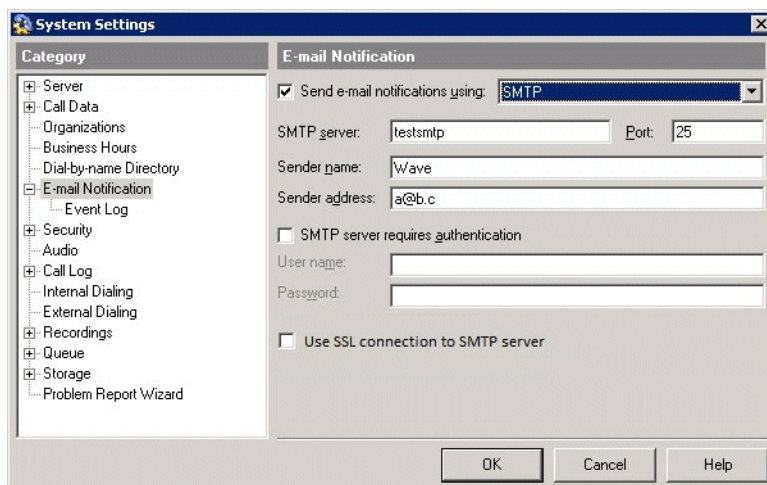 System Settings
Category
E-mail Notification
Server
Call Data
Organizations
Business Hours
Dial-by-name Directory
E-mail Notification
Event Log
Security
Audio
Call Log
Internal Dialing
External Dialing
Recordings
Queue
Storage
Problem Report Wizard
Send e-mail notifications using: SMTP
SMTP server: testsmtp Port: 25
Sender name: Wave
Sender address: a@b.c
SMTP server requires authentication
User name:
Password:
Use SSL connection to SMTP server
OK Cancel Help